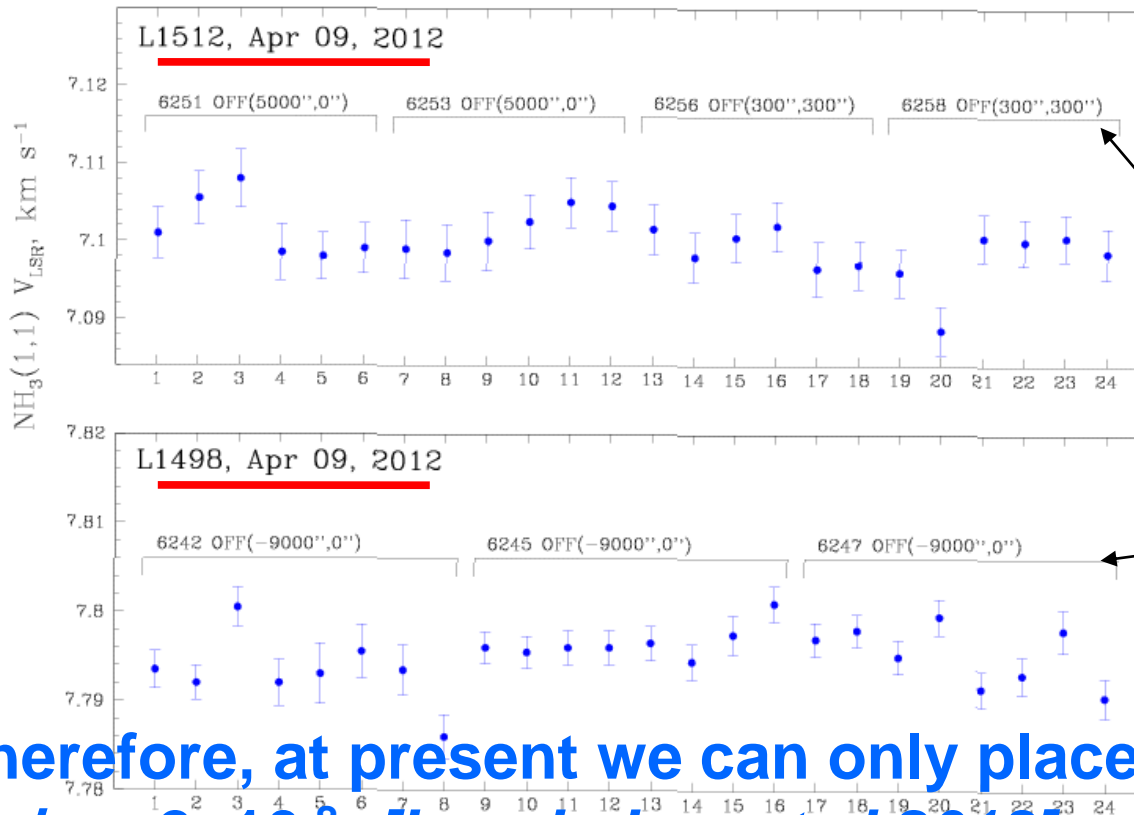 L1512, Apr 09, 2012
7.12
7.11
7.1
7.09
6251 OFF(5000'',0'') 6253 OFF(5000'',0'') 6256 OFF(300'',300'') 6258 OFF(300'',300'')
1 2 3 4 5 6 7 8 9 10 11 12 13 14 15 16 17 18 19 20 21 22 23 24
NH₃(1,1) V_LSR, km s⁻¹
7.82
L1498, Apr 09, 2012
7.81
7.8
7.79
7.78
6242 OFF(-9000'',0'') 6245 OFF(-9000'',0'') 6247 OFF(-9000'',0'')
herefore, at present we can only place
1 2 3 4 5 6 7 8 9 10 11 12 13 14 15 16 17 18 19 20 21 22 23 24